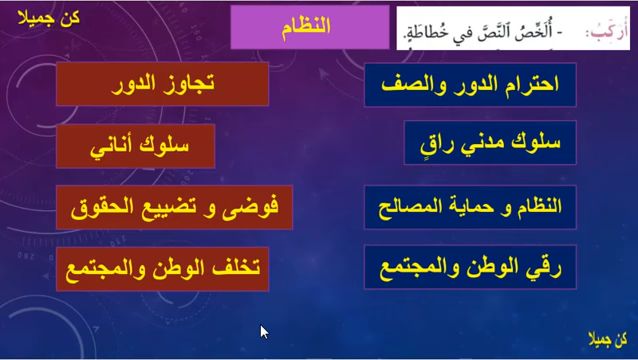 كن جميلا
النظام
أُرَكِّبُ: - أُلَخِّصُ ٱلنَّصَّ في خُطاطَةٍ.
احترام الدور والصف
تجاوز الدور
سلوك مدني راقٍ
سلوك أناني
النظام و حماية المصالح
فوضى و تضييع الحقوق
رقي الوطن والمجتمع
تخلف الوطن والمجتمع
كن جميلا